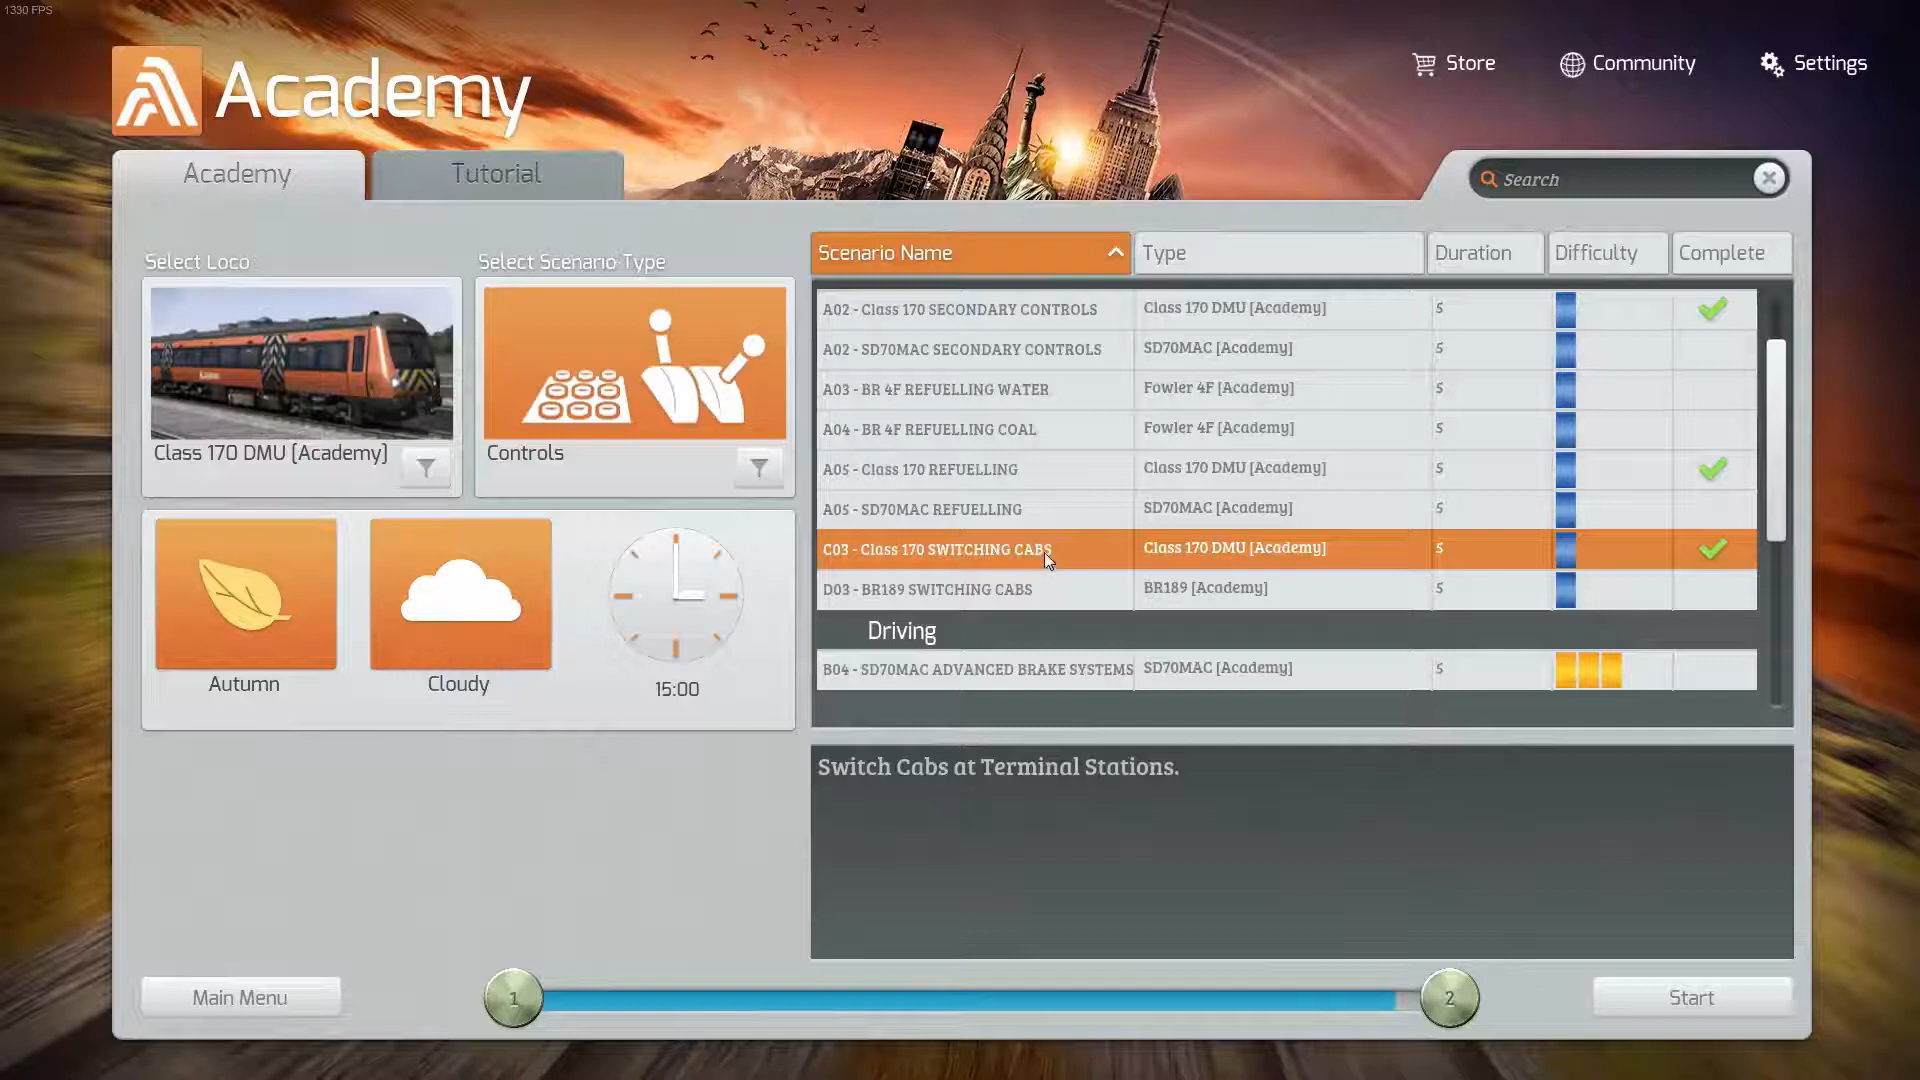 1330 FPS
Academy
Store
Community
Settings
Academy
Tutorial
Search
Select Loco
Select Scenario Type
Class 170 DMU [Academy]
Controls
Autumn
Cloudy
15:00
Scenario Name
Type
Duration
Difficulty
Complete
A02 - Class 170 SECONDARY CONTROLS
Class 170 DMU [Academy]
5
A02 - SD70MAC SECONDARY CONTROLS
SD70MAC [Academy]
5
A03 - BR 4F REFUELLING WATER
Fowler 4F [Academy]
5
A04 - BR 4F REFUELLING COAL
Fowler 4F [Academy]
5
A05 - Class 170 REFUELLING
Class 170 DMU [Academy]
5
A05 - SD70MAC REFUELLING
SD70MAC [Academy]
5
C03 - Class 170 SWITCHING CABS
Class 170 DMU [Academy]
5
D03 - BR189 SWITCHING CABS
BR189 [Academy]
5
Driving
B04 - SD70MAC ADVANCED BRAKE SYSTEMS
SD70MAC [Academy]
5
Switch Cabs at Terminal Stations.
Main Menu
1
2
Start